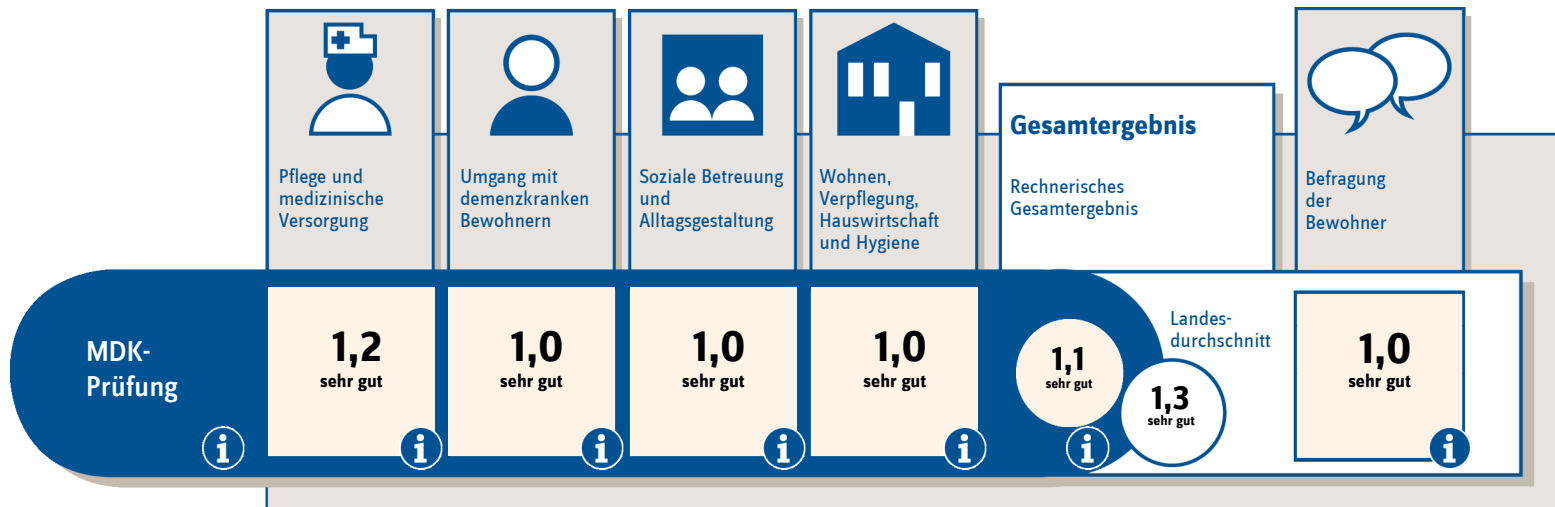 Pflege und
medizinische
Versorgung
Umgang mit
demenzkranken
Bewohnern
Soziale Betreuung
und
Alltagsgestaltung
Wohnen,
Verpflegung,
Hauswirtschaft
und Hygiene
Gesamtergebnis
Rechnerisches
Gesamtergebnis
Befragung
der
Bewohner
MDK-
Prüfung
i
1,2
sehr gut
i
1,0
sehr gut
i
1,0
sehr gut
i
1,0
sehr gut
i
1,1
sehr gut
i
Landes-
durchschnitt
1,3
sehr gut
1,0
sehr gut
i